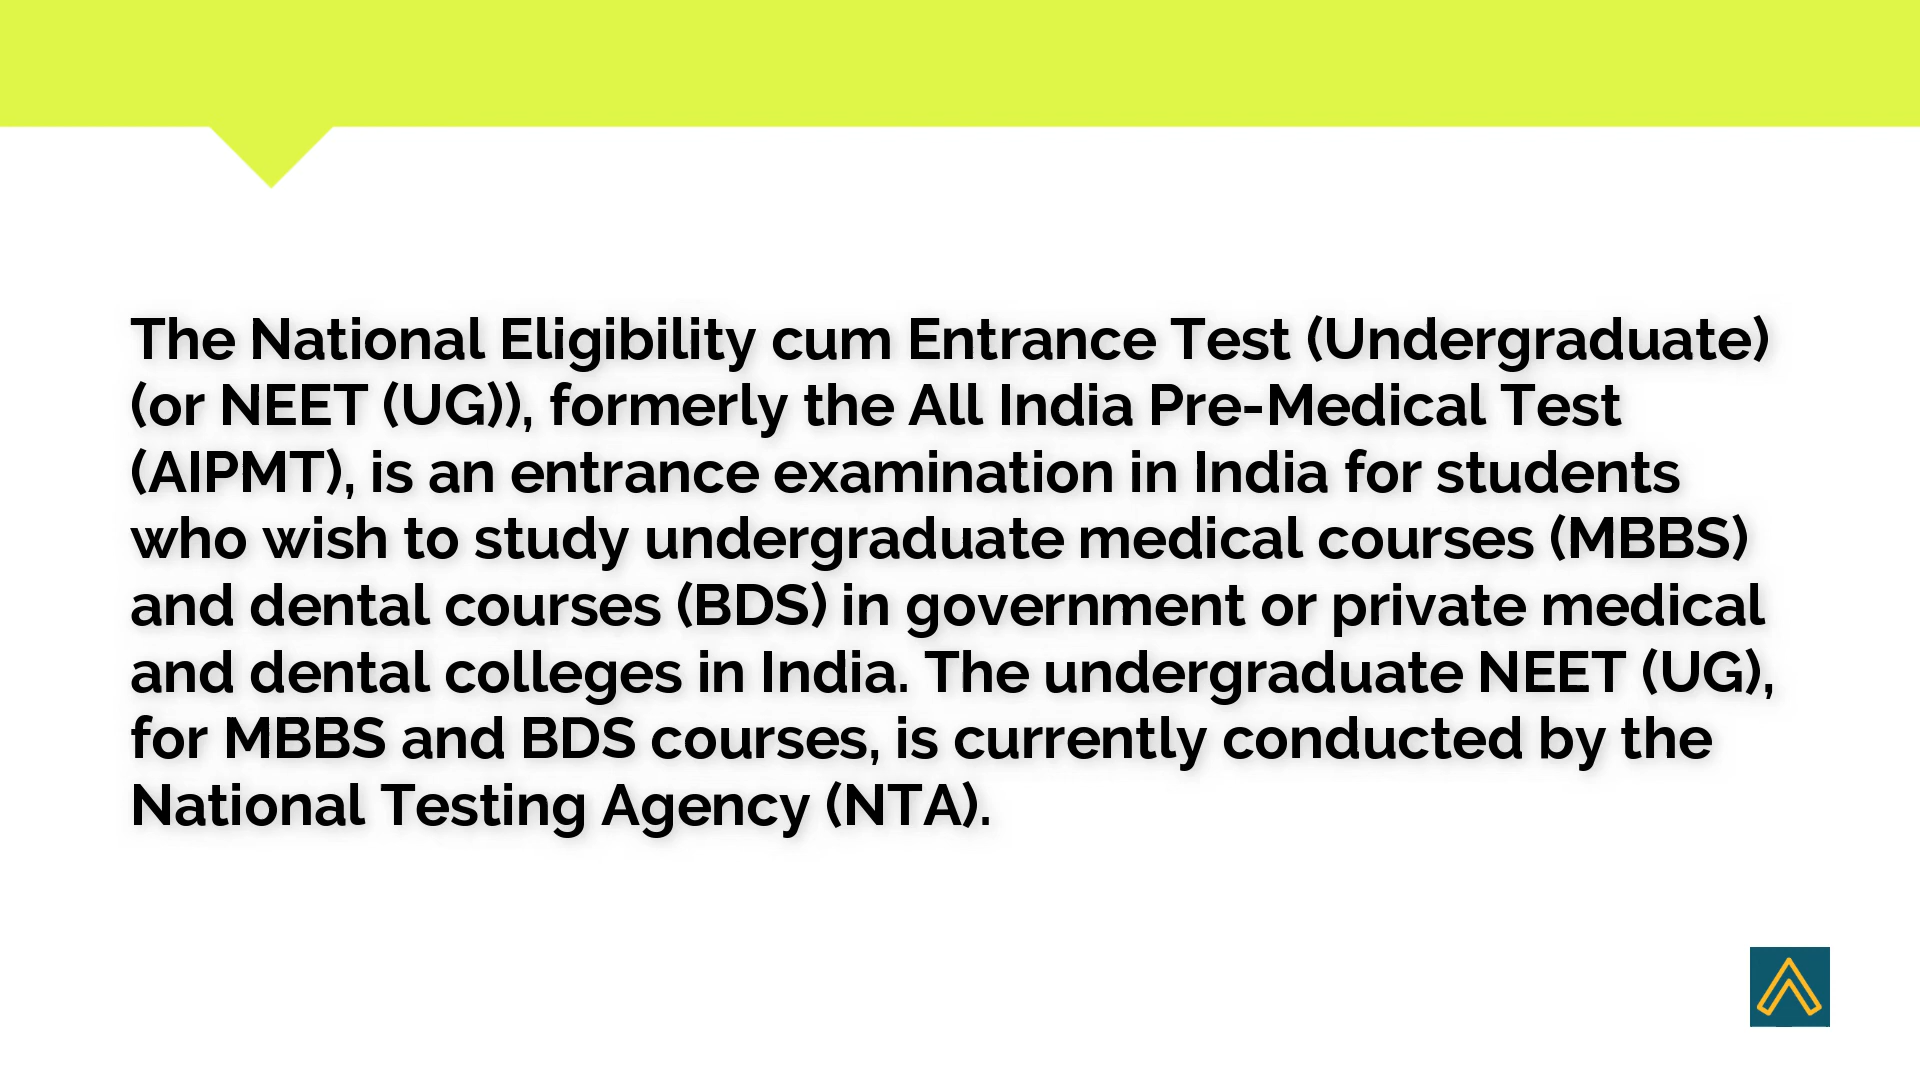 The National Eligibility cum Entrance Test (Undergraduate)
(or NEET (UG)), formerly the All India Pre-Medical Test
(AIPMT), is an entrance examination in India for students
who wish to study undergraduate medical courses (MBBS)
and dental courses (BDS) in government or private medical
and dental colleges in India. The undergraduate NEET (UG),
for MBBS and BDS courses, is currently conducted by the
National Testing Agency (NTA).